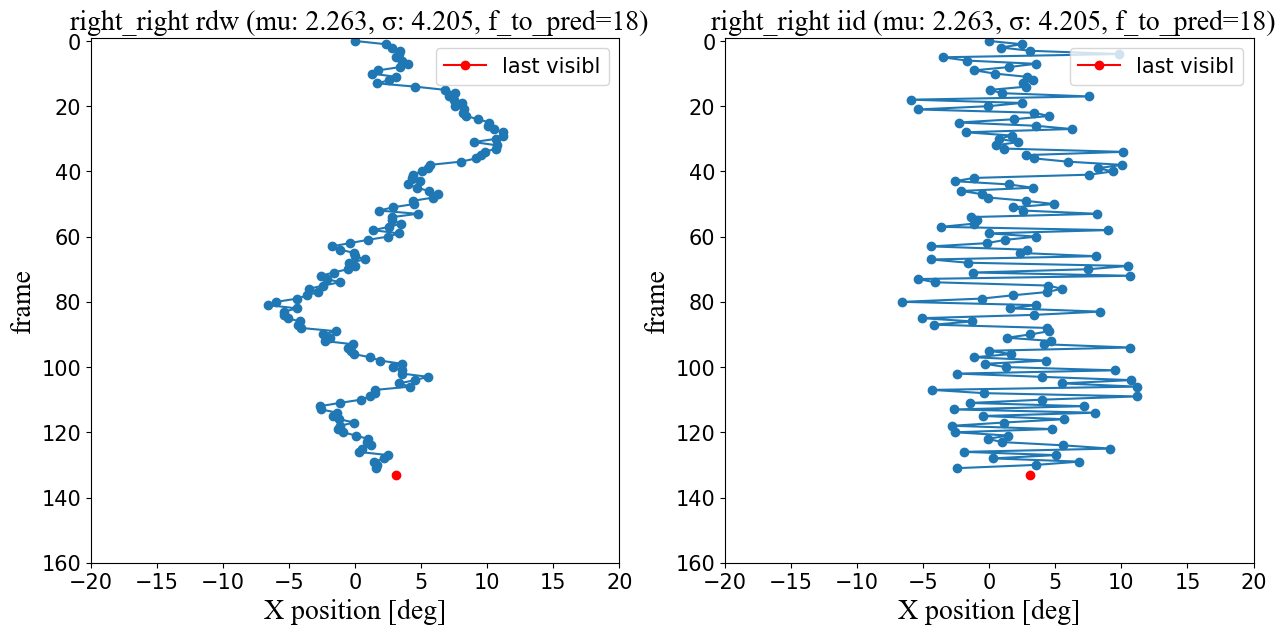 right_right rdw (mu: 2.263, σ: 4.205, f_to_pred=18)
last visibl
0
20
40
60
80
100
120
140
160
frame
−20 −15 −10 −5 0 5 10 15 20
X position [deg]
right_right iid (mu: 2.263, σ: 4.205, f_to_pred=18)
last visibl
0
20
40
60
80
100
120
140
160
frame
−20 −15 −10 −5 0 5 10 15 20
X position [deg]